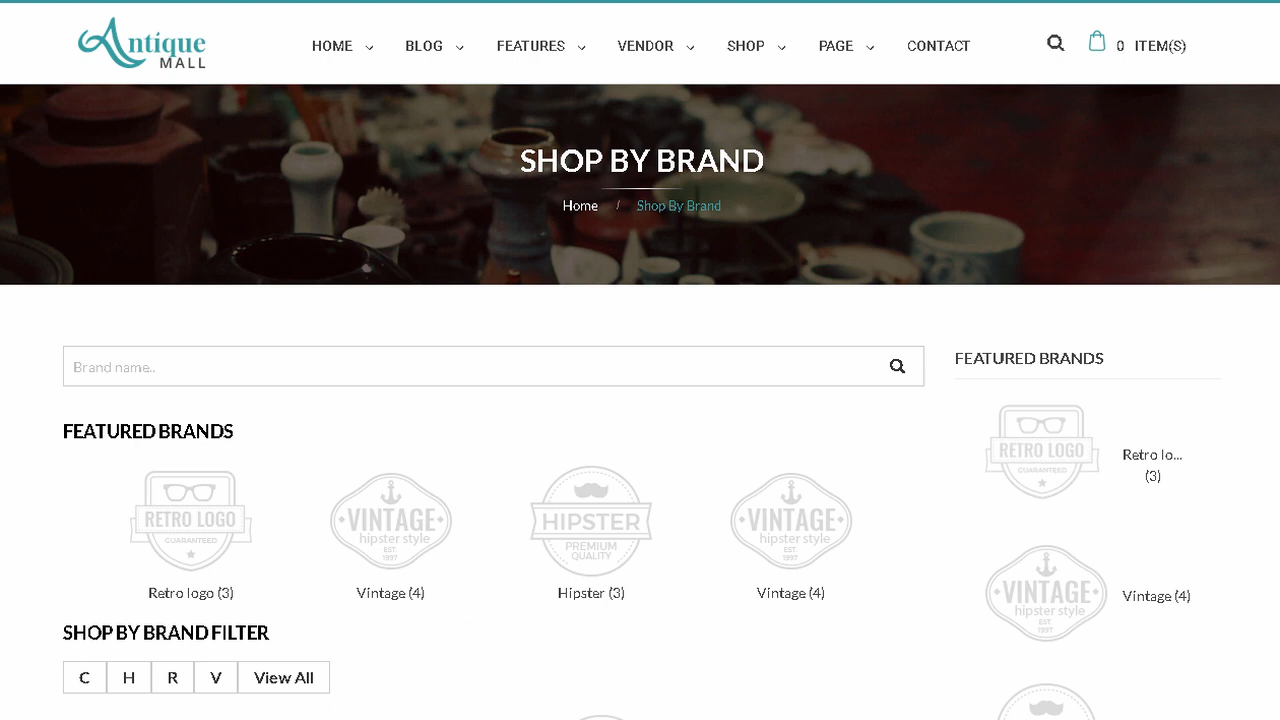 Antique
MALL
HOME BLOG FEATURES VENDOR SHOP PAGE CONTACT
0 ITEM(S)
SHOP BY BRAND
Home / Shop By Brand
Brand name..
FEATURED BRANDS
RETRO LOGO
GUARANTEED
Retro logo (3)
VINTAGE
hipster style
EST.
1997
Vintage (4)
HIPSTER
PREMIUM
QUALITY
Hipster (3)
VINTAGE
hipster style
EST.
1997
Vintage (4)
SHOP BY BRAND FILTER
C H R V View All
FEATURED BRANDS
RETRO LOGO
GUARANTEED
Retro lo...
(3)
VINTAGE
hipster style
EST.
1997
Vintage (4)